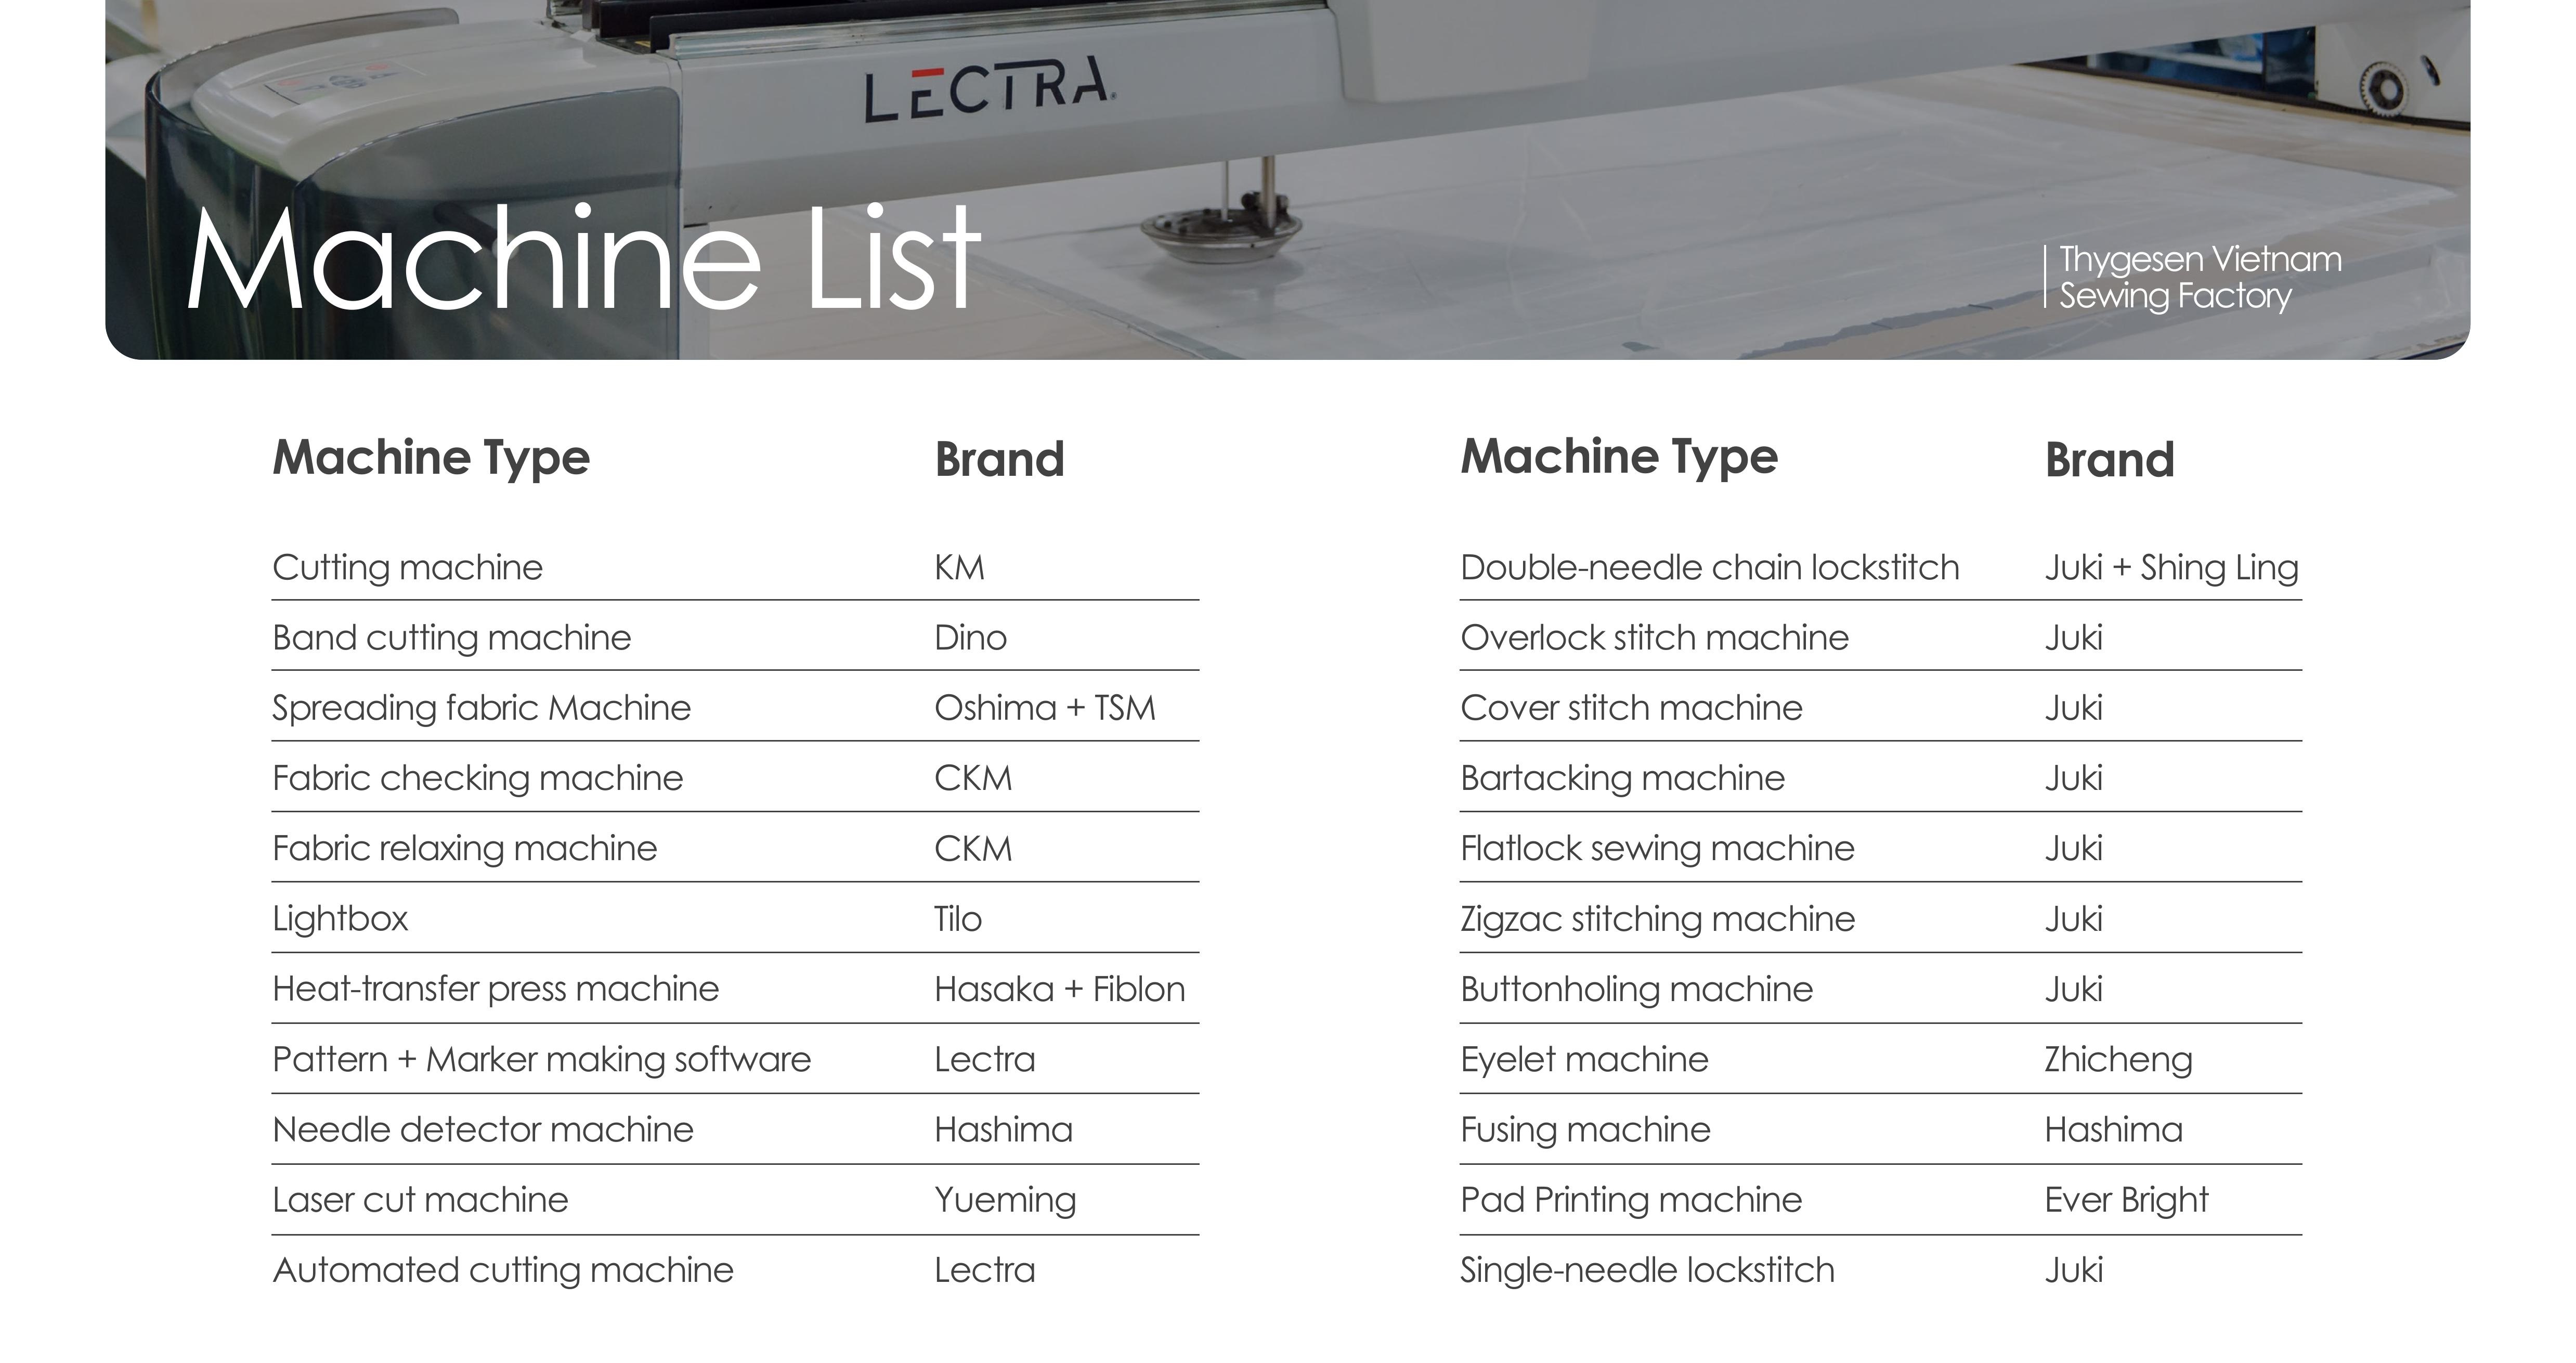 LECTRA
Machine List
Thygesen Vietnam
Sewing Factory
Machine Type Brand
Cutting machine KM
Band cutting machine Dino
Spreading fabric Machine Oshima + TSM
Fabric checking machine CKM
Fabric relaxing machine CKM
Lightbox Tilo
Heat-transfer press machine Hasaka + Fiblon
Pattern + Marker making software Lectra
Needle detector machine Hashima
Laser cut machine Yueming
Automated cutting machine Lectra
Machine Type Brand
Double-needle chain lockstitch Juki + Shing Ling
Overlock stitch machine Juki
Cover stitch machine Juki
Bartacking machine Juki
Flatlock sewing machine Juki
Zigzac stitching machine Juki
Buttonholing machine Juki
Eyelet machine Zhicheng
Fusing machine Hashima
Pad Printing machine Ever Bright
Single-needle lockstitch Juki